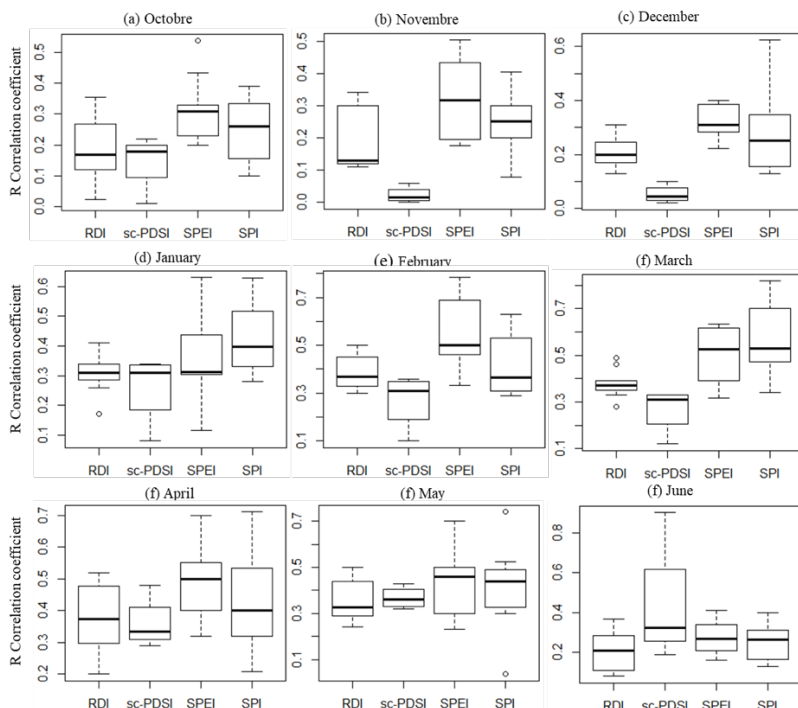 (a) Octobre
(b) Novembre
(c) December
R Correlation coefficient
0.0 0.1 0.2 0.3 0.4 0.5
RDI sc-PDSI SPEI SPI
0.0 0.1 0.2 0.3 0.4 0.5
RDI sc-PDSI SPEI SPI
0.0 0.2 0.4 0.6
RDI sc-PDSI SPEI SPI
(d) January
(e) February
(f) March
R Correlation coefficient
0.1 0.2 0.3 0.4 0.5 0.6
RDI sc-PDSI SPEI SPI
0.1 0.3 0.5 0.7
RDI sc-PDSI SPEI SPI
0.1 0.3 0.5 0.7
RDI sc-PDSI SPEI SPI
(f) April
(f) May
(f) June
R Correlation coefficient
0.2 0.3 0.4 0.5 0.6 0.7
RDI sc-PDSI SPEI SPI
0.1 0.3 0.5 0.7
RDI sc-PDSI SPEI SPI
0.2 0.4 0.6 0.8
RDI sc-PDSI SPEI SPI